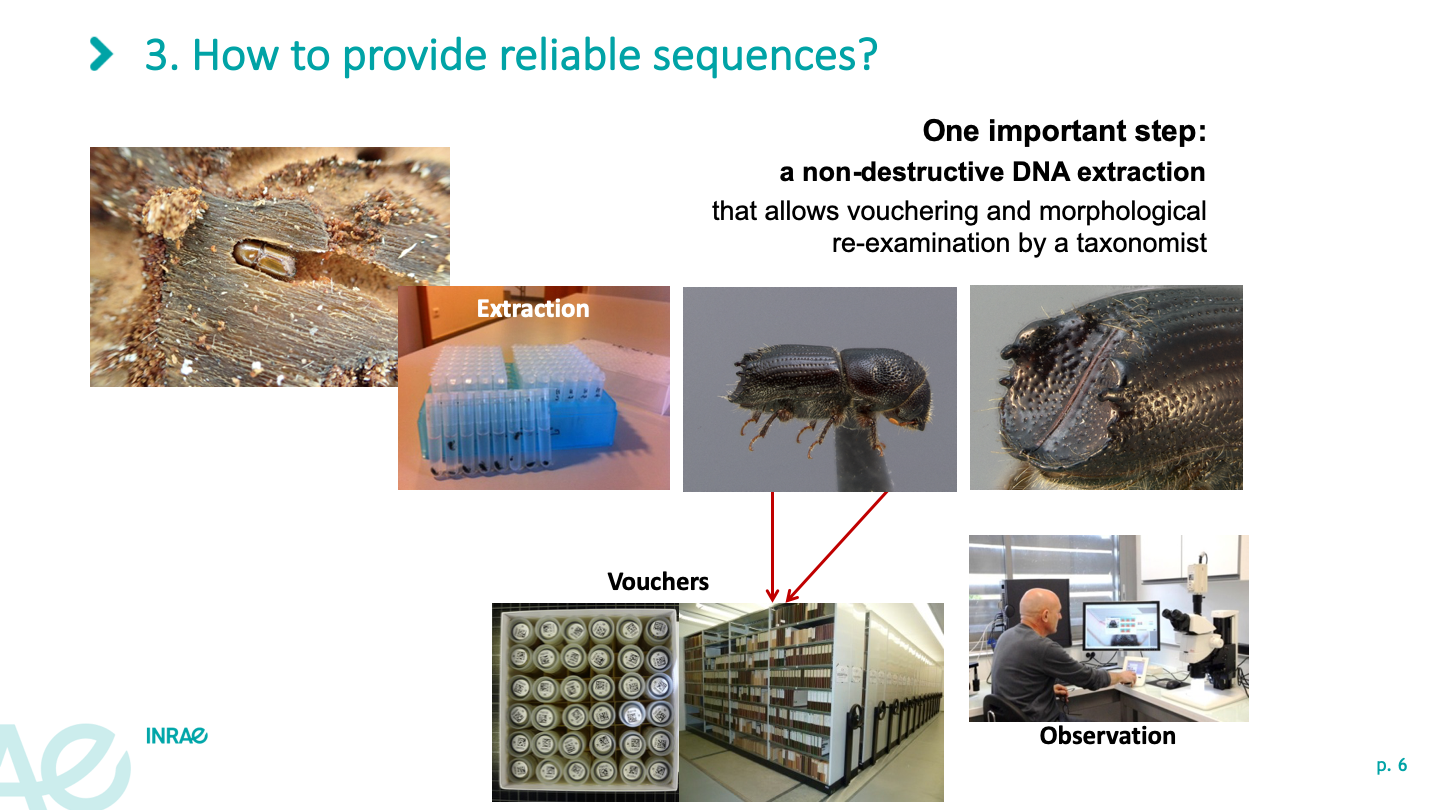 3. How to provide reliable sequences?
One important step:
a non-destructive DNA extraction
that allows vouchering and morphological
re-examination by a taxonomist
Extraction
Vouchers
Observation
INRAE
p. 6